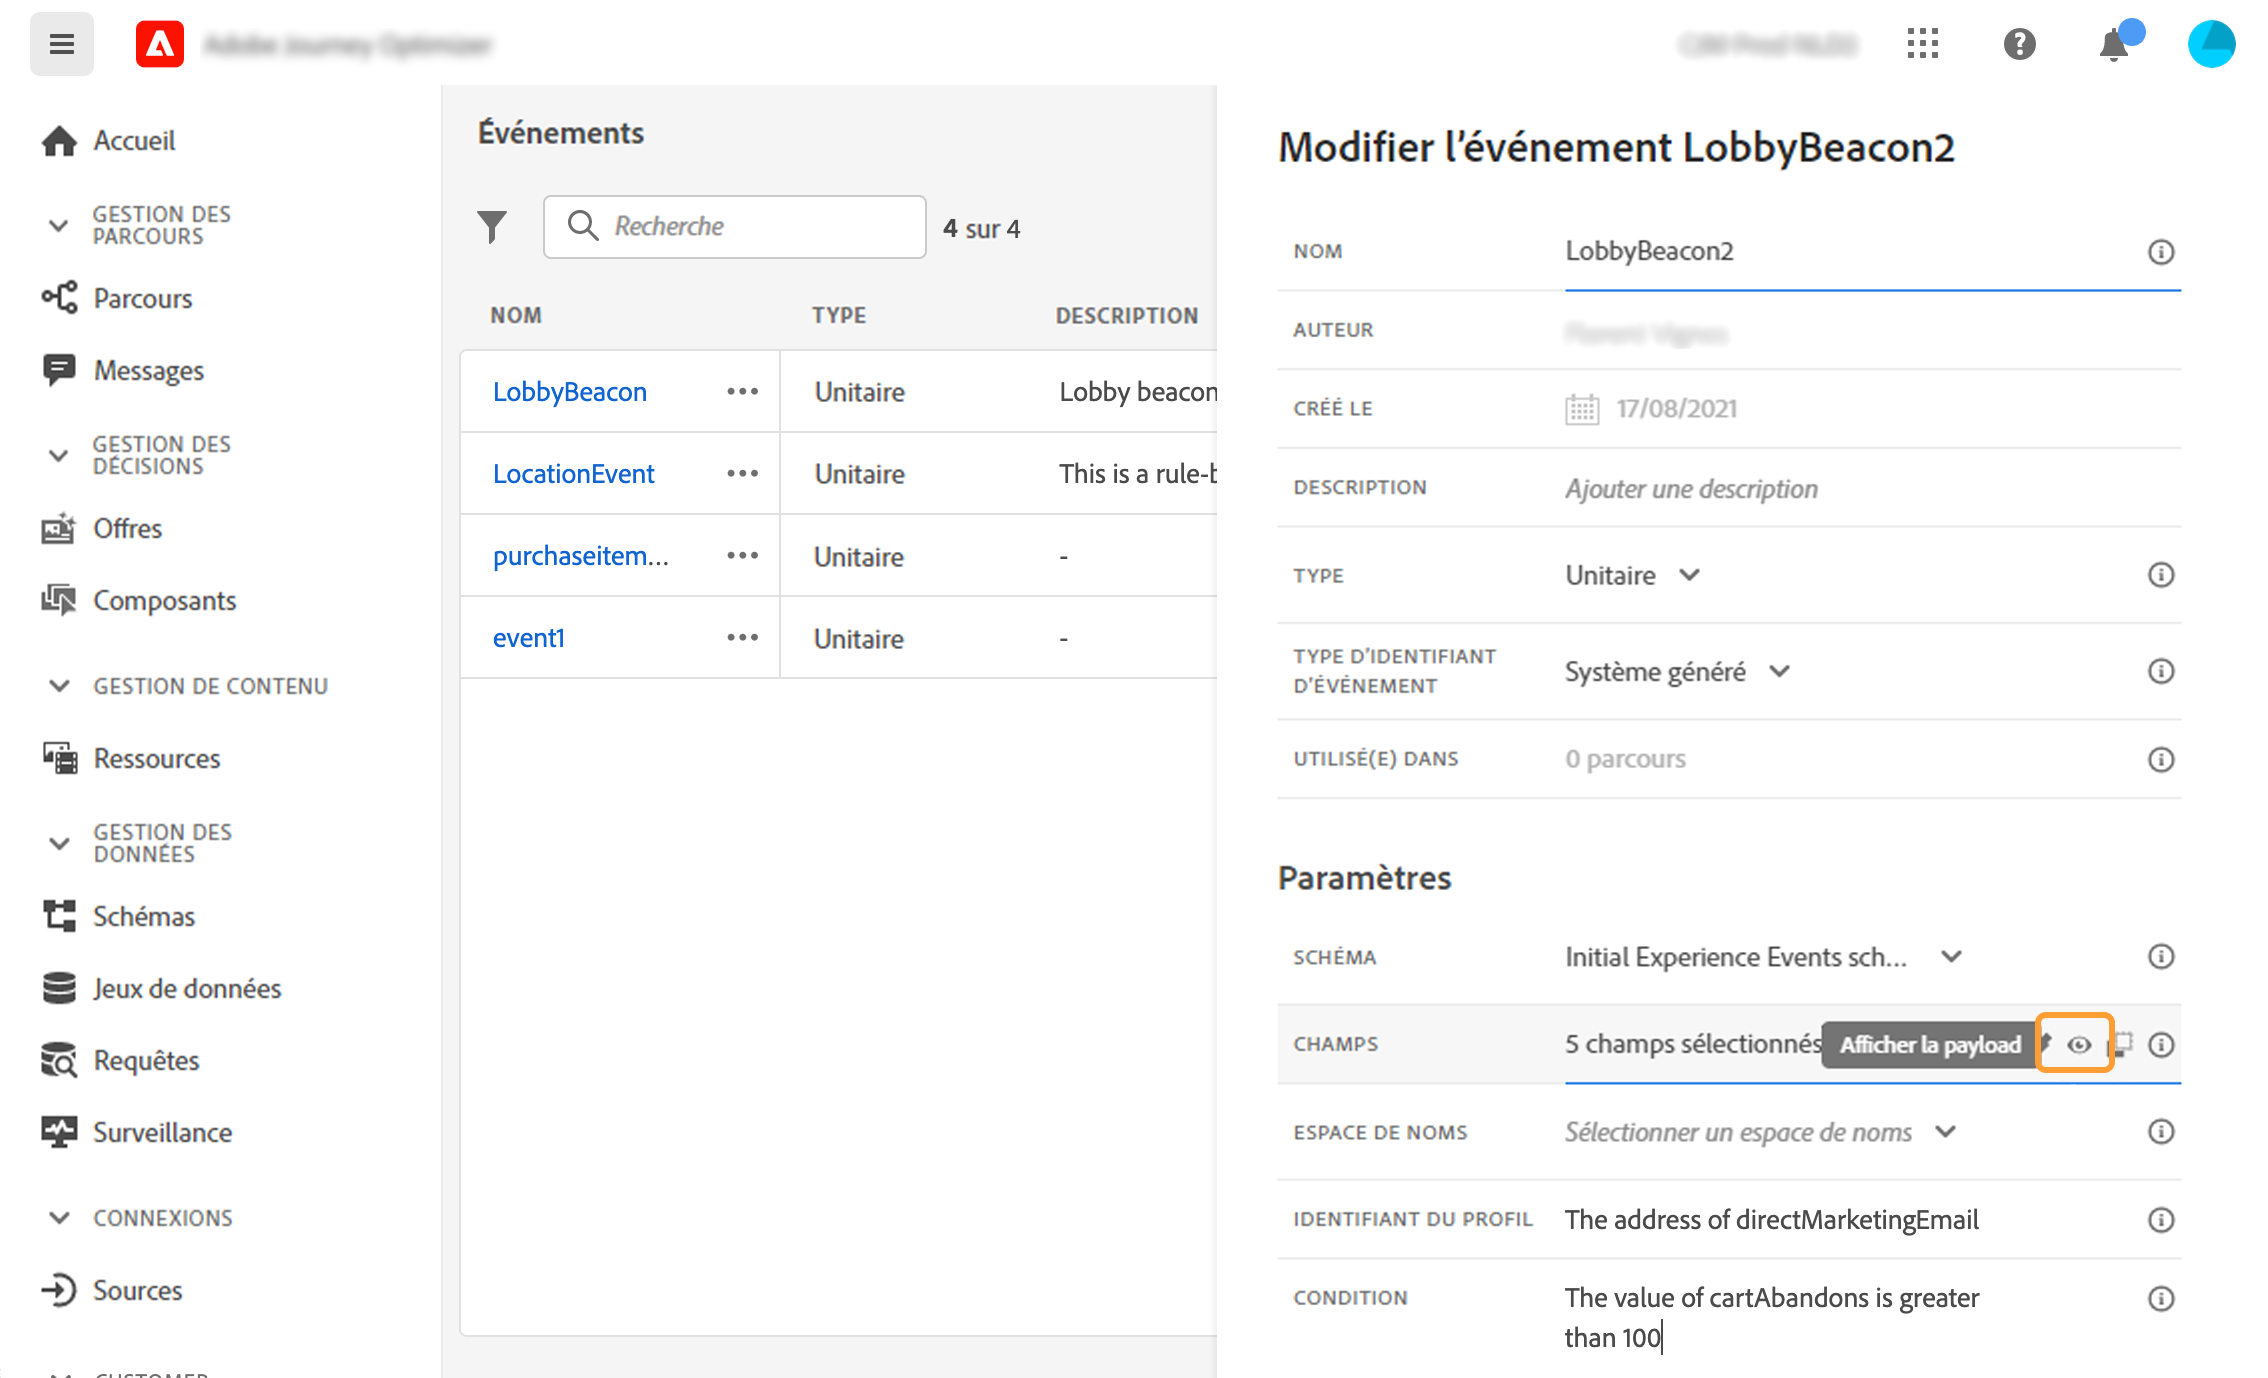 Accueil
GESTION DES
PARCOURS
Parcours
Messages
GESTION DES
DÉCISIONS
Offres
Composants
GESTION DE CONTENU
Ressources
GESTION DES
DONNÉES
Schémas
Jeux de données
Requêtes
Surveillance
CONNEXIONS
Sources
CUSTOMER
Événements
Recherche
4 sur 4
NOM TYPE DESCRIPTION
LobbyBeacon ••• Unitaire Lobby beacon
LocationEvent ••• Unitaire This is a rule-b
purchaseitem... ••• Unitaire -
event1 ••• Unitaire -
Modifier l’événement LobbyBeacon2
NOM LobbyBeacon2
AUTEUR
CRÉÉ LE 17/08/2021
DESCRIPTION Ajouter une description
TYPE Unitaire
TYPE D’IDENTIFIANT
D’ÉVÉNEMENT
Système généré
UTILISÉ(E) DANS 0 parcours
Paramètres
SCHÉMA Initial Experience Events sch...
CHAMPS 5 champs sélectionnés Afficher la payload
ESPACE DE NOMS Sélectionner un espace de noms
IDENTIFIANT DU PROFIL The address of directMarketingEmail
CONDITION The value of cartAbandons is greater
than 100